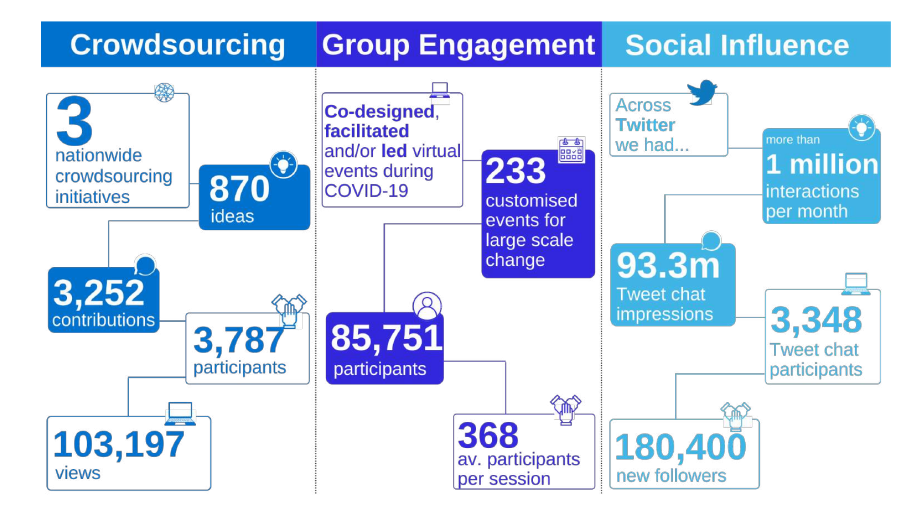 Crowdsourcing
3
nationwide
crowdsourcing
initiatives
870
ideas
3,252
contributions
3,787
participants
103,197
views
Group Engagement
Co-designed,
facilitated
and/or led virtual
events during
COVID-19
233
customised
events for
large scale
change
85,751
participants
368
av. participants
per session
Social Influence
Across
Twitter
we had...
more than
1 million
interactions
per month
93.3m
Tweet chat
impressions
3,348
Tweet chat
participants
180,400
new followers